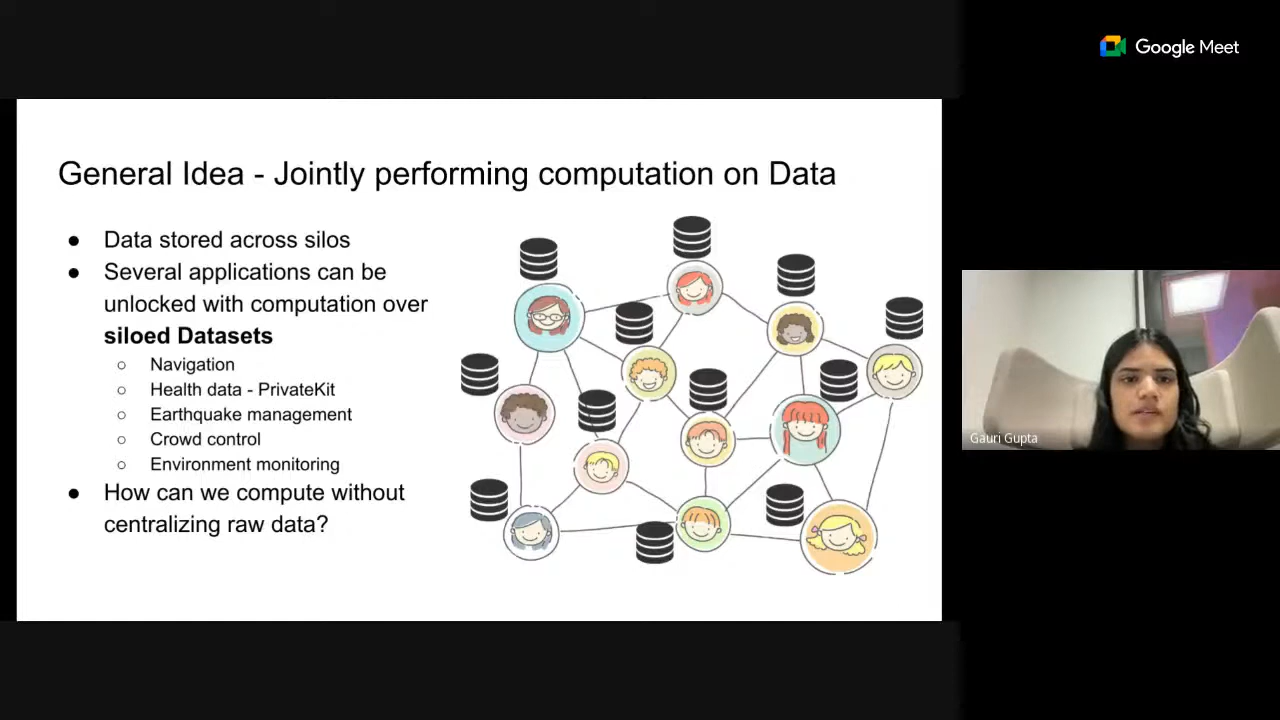 Google Meet
General Idea - Jointly performing computation on Data
● Data stored across silos
● Several applications can be
unlocked with computation over
siloed Datasets
○ Navigation
○ Health data - PrivateKit
○ Earthquake management
○ Crowd control
○ Environment monitoring
● How can we compute without
centralizing raw data?
Gauri Gupta